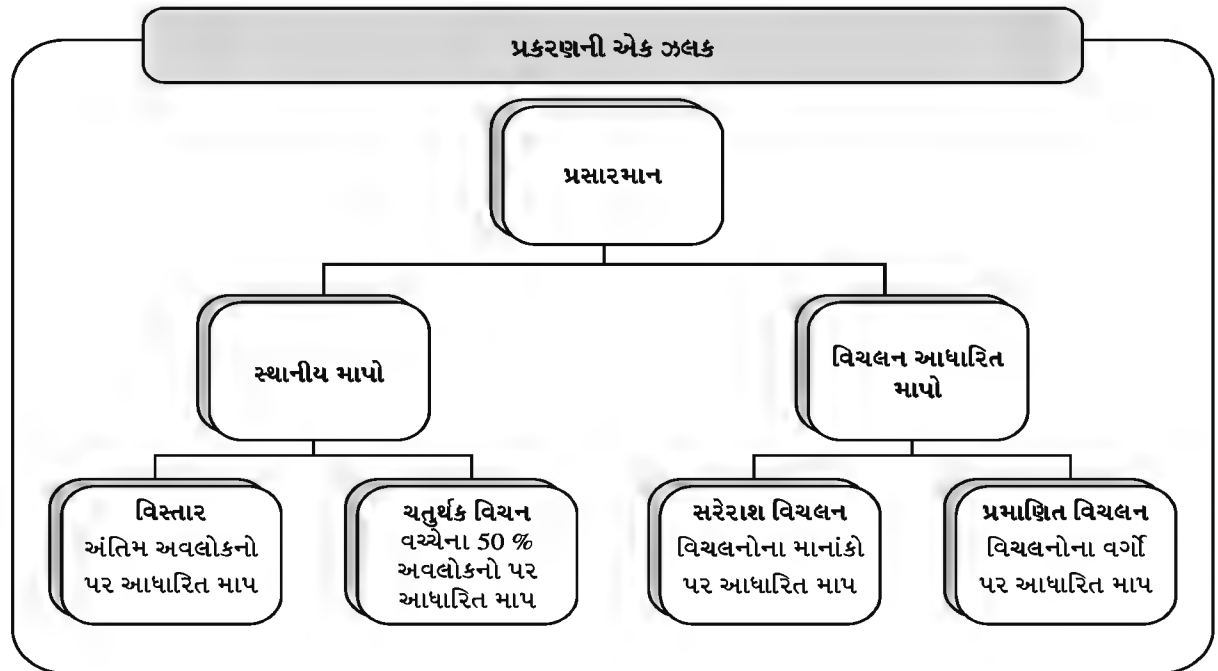 પ્રકરણની એક ઝલક
પ્રસારમાન
સ્થાનીય માપો
વિચલન આધારિત
માપો
વિસ્તાર
અંતિમ અવલોકનો
પર આધારિત માપ
ચતુર્થક વિચન
વચ્ચેના 50 %
અવલોકનો પર
આધારિત માપ
સરેરાશ વિચલન
વિચલનોના માનાંકો
પર આધારિત માપ
પ્રમાણિત વિચલન
વિચલનોના વર્ગો
પર આધારિત માપ